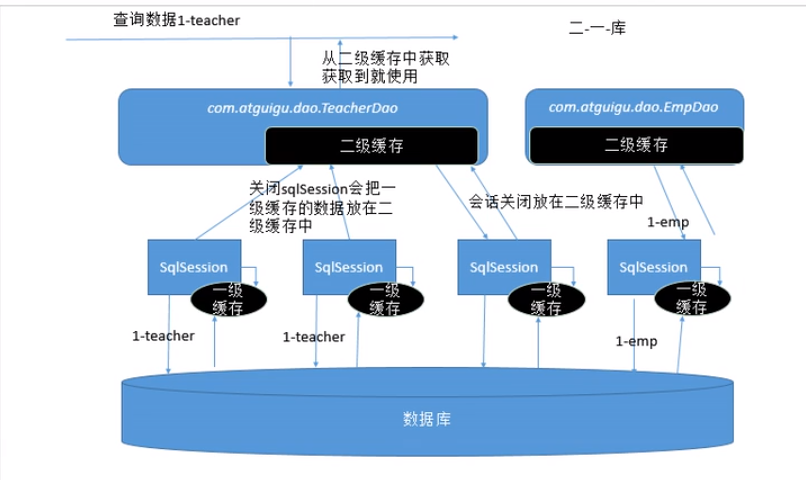 查询数据1-teacher
二-一-库
从二级缓存中获取
获取到就使用
com.atguigu.dao.TeacherDao
com.atguigu.dao.EmpDao
二级缓存
二级缓存
关闭sqlSession会把一
级缓存的数据放在二
级缓存中
会话关闭放在二级缓存中
1-emp
SqlSession
SqlSession
SqlSession
SqlSession
一级
缓存
一级
缓存
一级
缓存
一级
缓存
1-teacher
1-teacher
1-emp
数据库